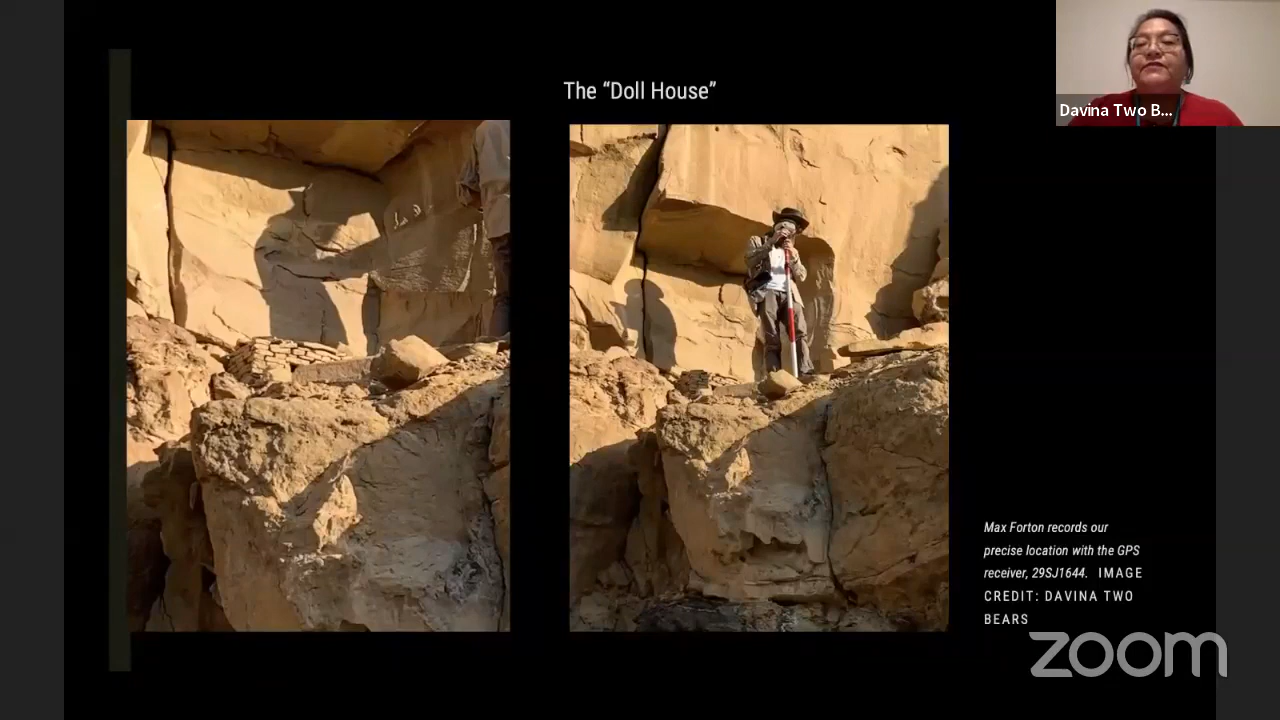 The “Doll House”
Davina Two B...
Max Forton records our
precise location with the GPS
receiver, 29SJ1644. IMAGE
CREDIT: DAVINA TWO
BEARS
zoom